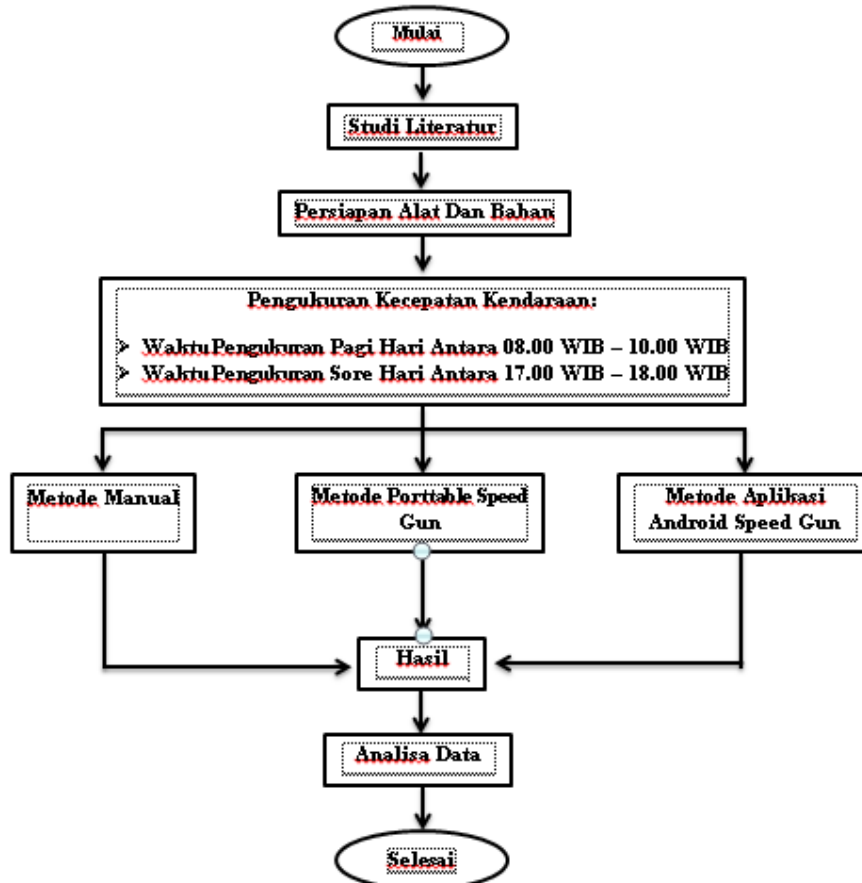 Mulai
Studi Literatur
Persiapan Alat Dan Bahan
Pengukuran Kecepatan Kendaraan:
➢ WaktuPengukuran Pagi Hari Antara 08.00 WIB – 10.00 WIB
➢ WaktuPengukuran Sore Hari Antara 17.00 WIB – 18.00 WIB
Metode Manual
Metode Porttable Speed
Gun
Metode Aplikasi
Android Speed Gun
Hasil
Analisa Data
Selesai